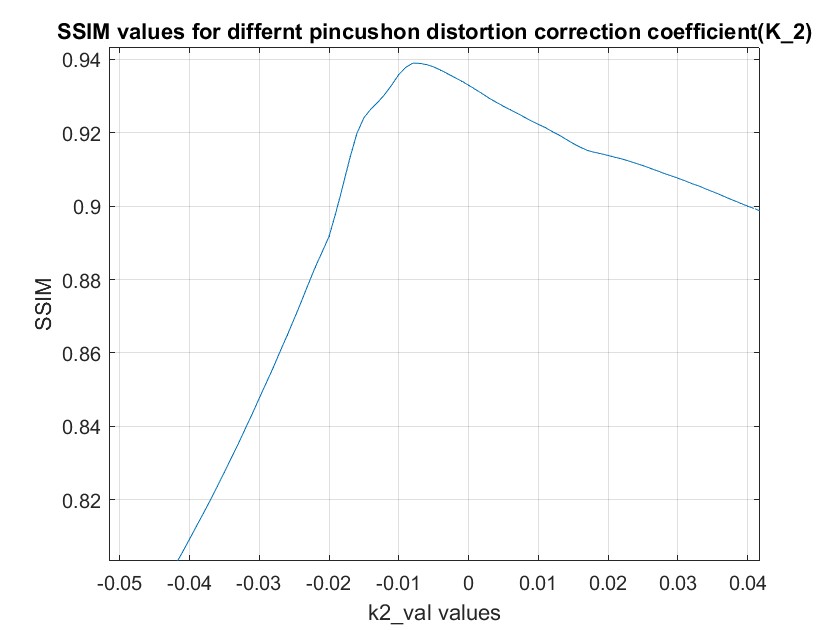 SSIM values for differnt pincushon distortion correction coefficient(K_2)
0.94
0.92
0.9
0.88
0.86
0.84
0.82
SSIM
-0.05 -0.04 -0.03 -0.02 -0.01 0 0.01 0.02 0.03 0.04
k2_val values